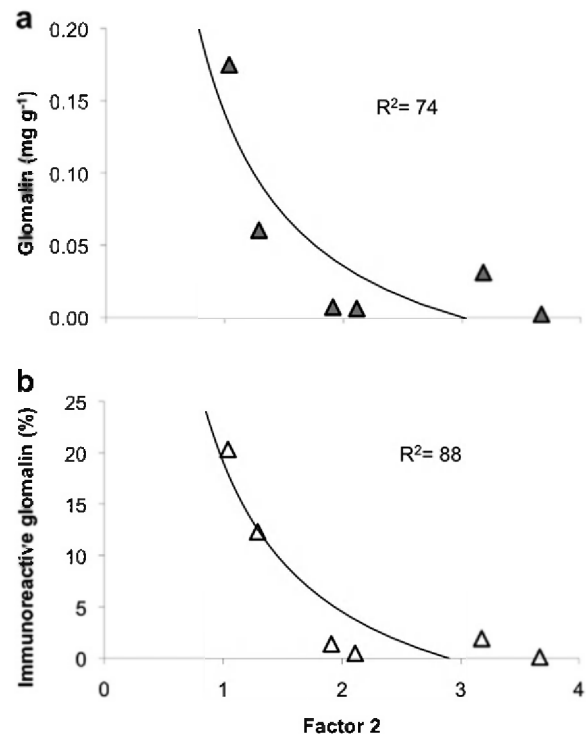 a
Glomalin (mg g⁻¹)
0.20
0.15
0.10
0.05
0.00
R²= 74
b
Immunoreactive glomalin (%)
25
20
15
10
5
0
R²= 88
0 1 2 3 4
Factor 2